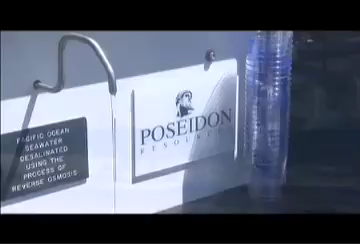 PACIFIC OCEAN
SEAWATER
DESALINATED
USING THE
PROCESS OF
REVERSE OSMOSIS
POSEIDON
RESOURCES